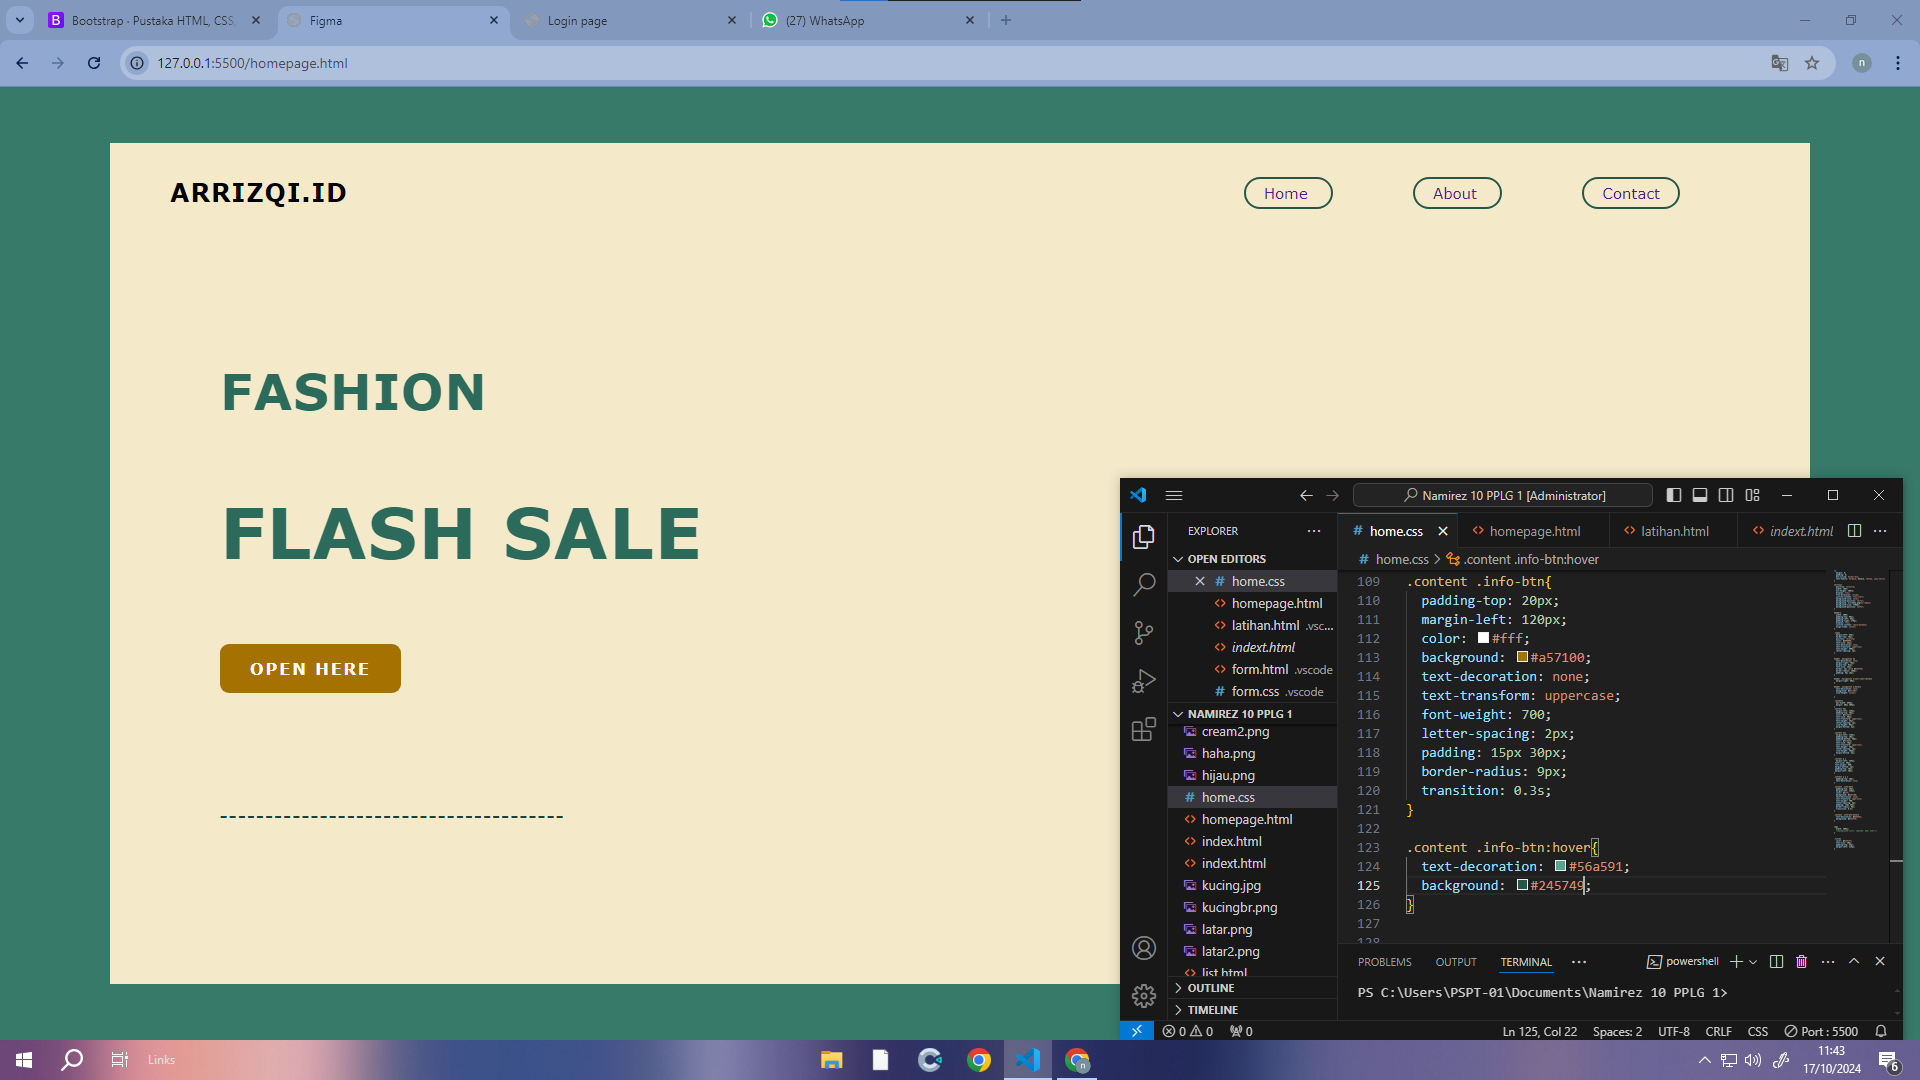 Bootstrap · Pustaka HTML, CSS,
Figma
Login page
(27) WhatsApp
127.0.0.1:5500/homepage.html
n
ARRIZQI.ID
Home
About
Contact
FASHION
FLASH SALE
OPEN HERE
--------------------------------------
Namirez 10 PPLG 1 [Administrator]
EXPLORER
OPEN EDITORS
# home.css
<> homepage.html
<> latihan.html .vsc...
<> indext.html
<> form.html .vscode
# form.css .vscode
NAMIREZ 10 PPLG 1
cream2.png
haha.png
hijau.png
# home.css
<> homepage.html
<> index.html
<> indext.html
kucing.jpg
kucingbr.png
latar.png
latar2.png
<> list.html
OUTLINE
TIMELINE
# home.css
<> homepage.html
<> latihan.html
<> indext.html
# home.css > .content .info-btn:hover
109 .content .info-btn{
110 padding-top: 20px;
111 margin-left: 120px;
112 color: #fff;
113 background: #a57100;
114 text-decoration: none;
115 text-transform: uppercase;
116 font-weight: 700;
117 letter-spacing: 2px;
118 padding: 15px 30px;
119 border-radius: 9px;
120 transition: 0.3s;
121 }
122
123 .content .info-btn:hover{
124 text-decoration: #56a591;
125 background: #245749;
126 }
127
128
PROBLEMS OUTPUT TERMINAL
powershell
PS C:\Users\PSPT-01\Documents\Namirez 10 PPLG 1>
0 0 0
Ln 125, Col 22 Spaces: 2 UTF-8 CRLF CSS Port : 5500
Links
11:43
17/10/2024
6